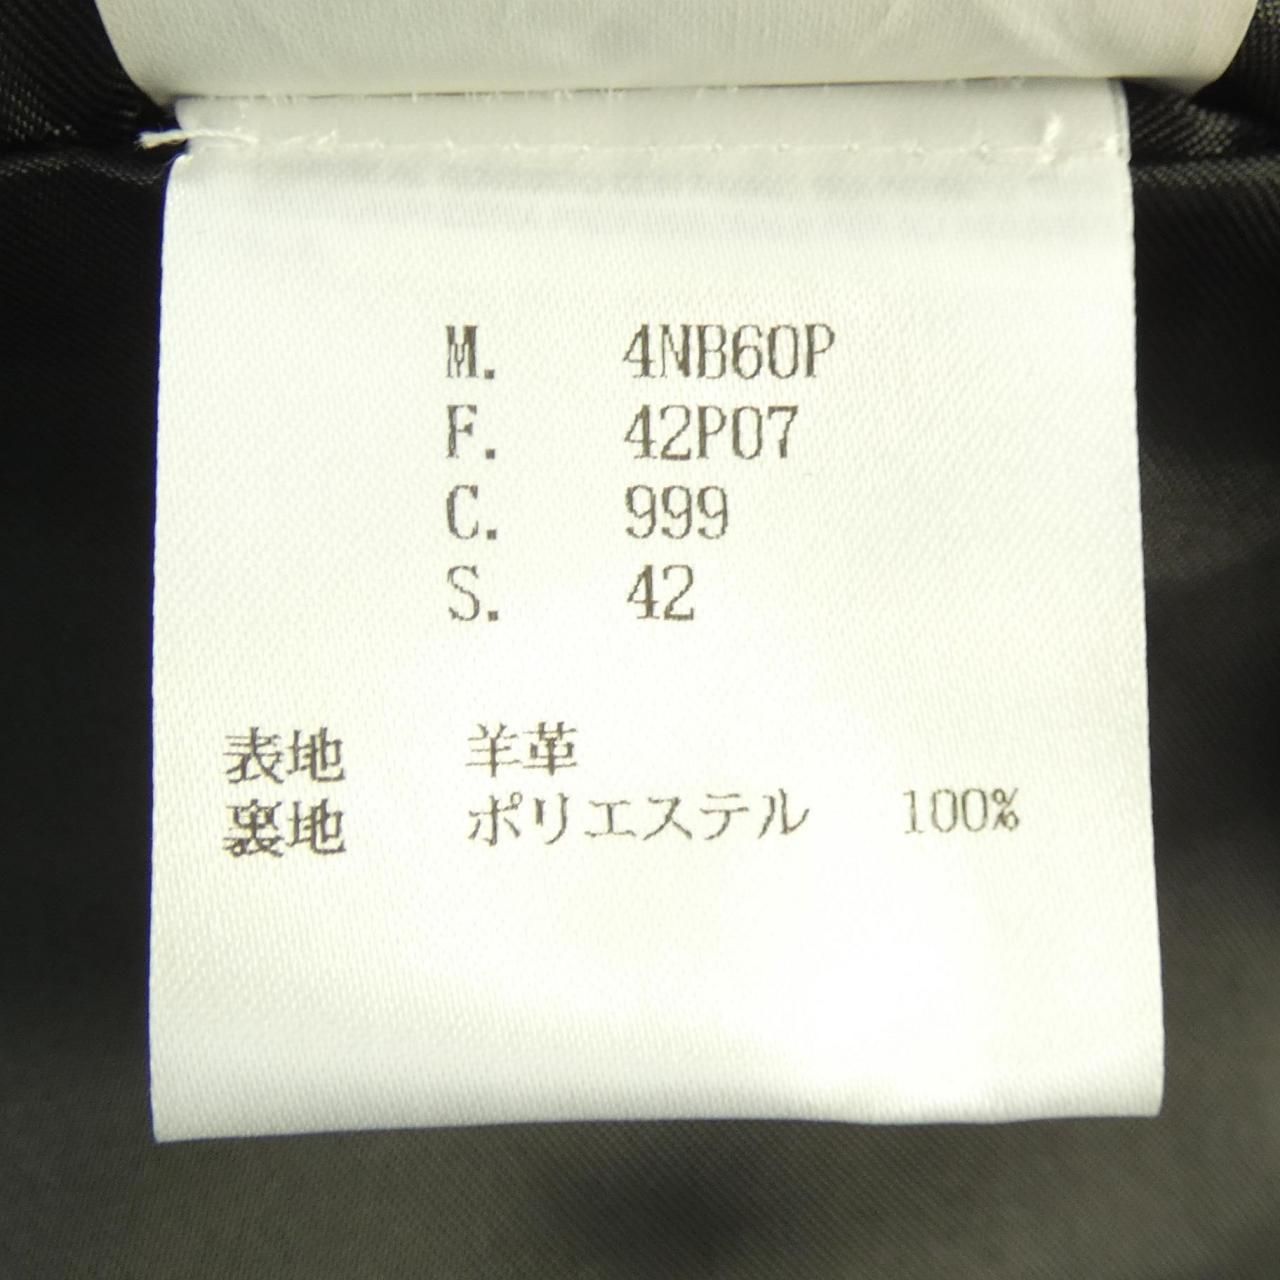 M. 4NB60P
F. 42P07
C. 999
S. 42
表地 羊革
裏地 ポリエステル 100%